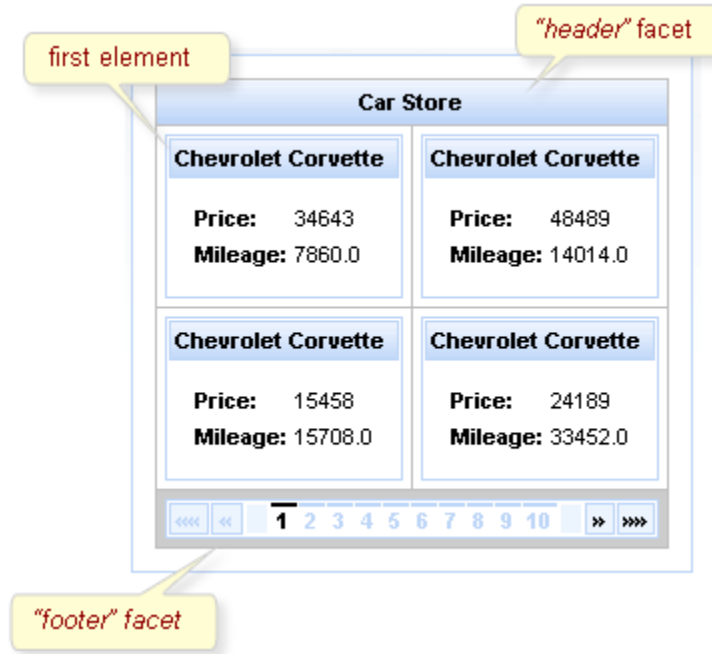 "header" facet
first element
Car Store
Chevrolet Corvette
Price: 34643
Mileage: 7860.0
Chevrolet Corvette
Price: 48489
Mileage: 14014.0
Chevrolet Corvette
Price: 15458
Mileage: 15708.0
Chevrolet Corvette
Price: 24189
Mileage: 33452.0
«« « 1 2 3 4 5 6 7 8 9 10 » »»
"footer" facet